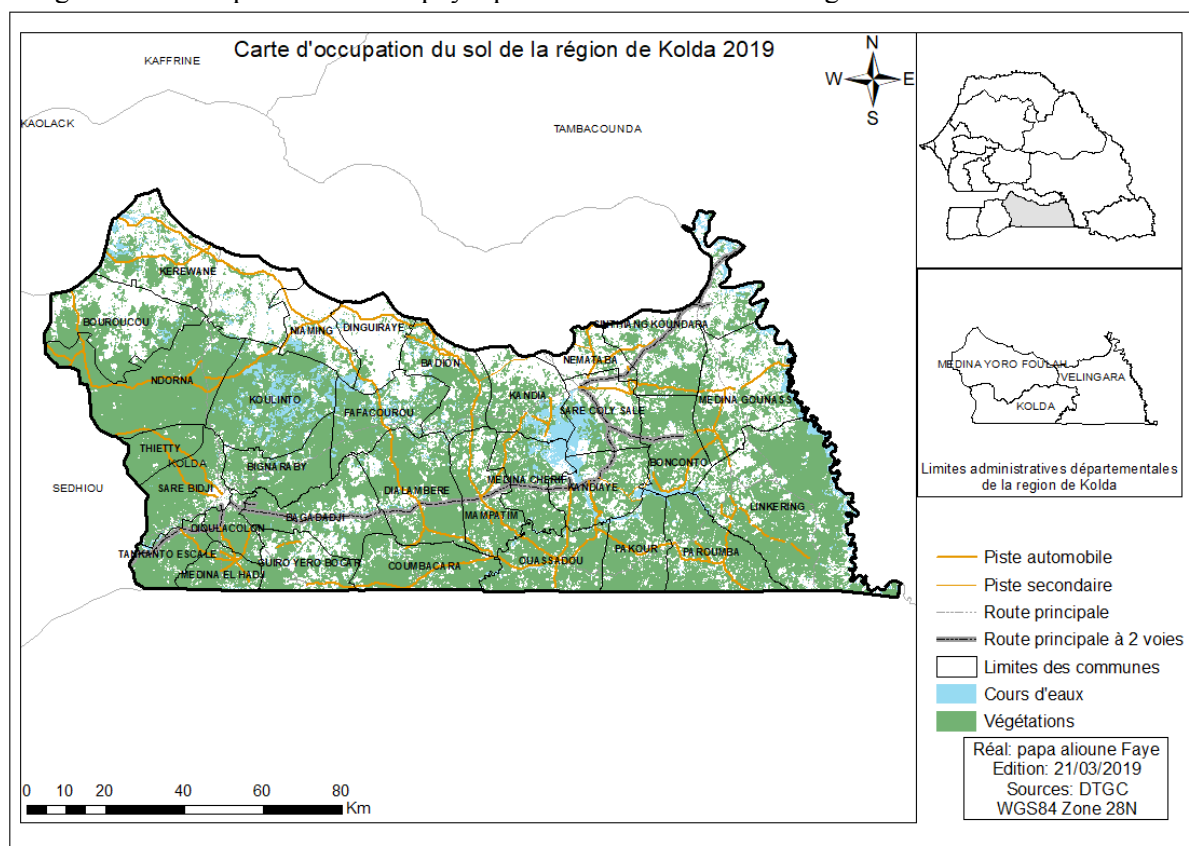 Carte d'occupation du sol de la région de Kolda 2019
N
W
E
S
KAFFRINE
KAOLACK
TAMBACOUNDA
SEDHIOU
KEREWANE
BOUROUCOU
NIAMING
DINGUIRAYE
SINTHIANG KOUNDARA
BADION
NEMATABA
NDORNA
KOULINTO
FAFACOUROU
KANDIA
SARE COLY SALE
MEDINA GOUNASS
THIETTY
KOLDA
BIGNARABY
BONCONTO
SARE BIDJI
DIALAMBERE
MEDINA CHERIF
KANDIAYE
LINKERING
BAGADADJI
MAMPATIM
DIOULACOLON
TANKANTO ESCALE
GUIRO YERO BOCAR
COUMBACARA
OUASSADOU
PAKOUR
PAROUMBA
MEDINA EL HADJ
0 10 20 40 60 80
Km
MEDINA YORO FOULAH
VELINGARA
KOLDA
Limites administratives départementales
de la region de Kolda
Piste automobile
Piste secondaire
Route principale
Route principale à 2 voies
Limites des communes
Cours d'eaux
Végétations
Réal: papa alioune Faye
Edition: 21/03/2019
Sources: DTGC
WGS84 Zone 28N